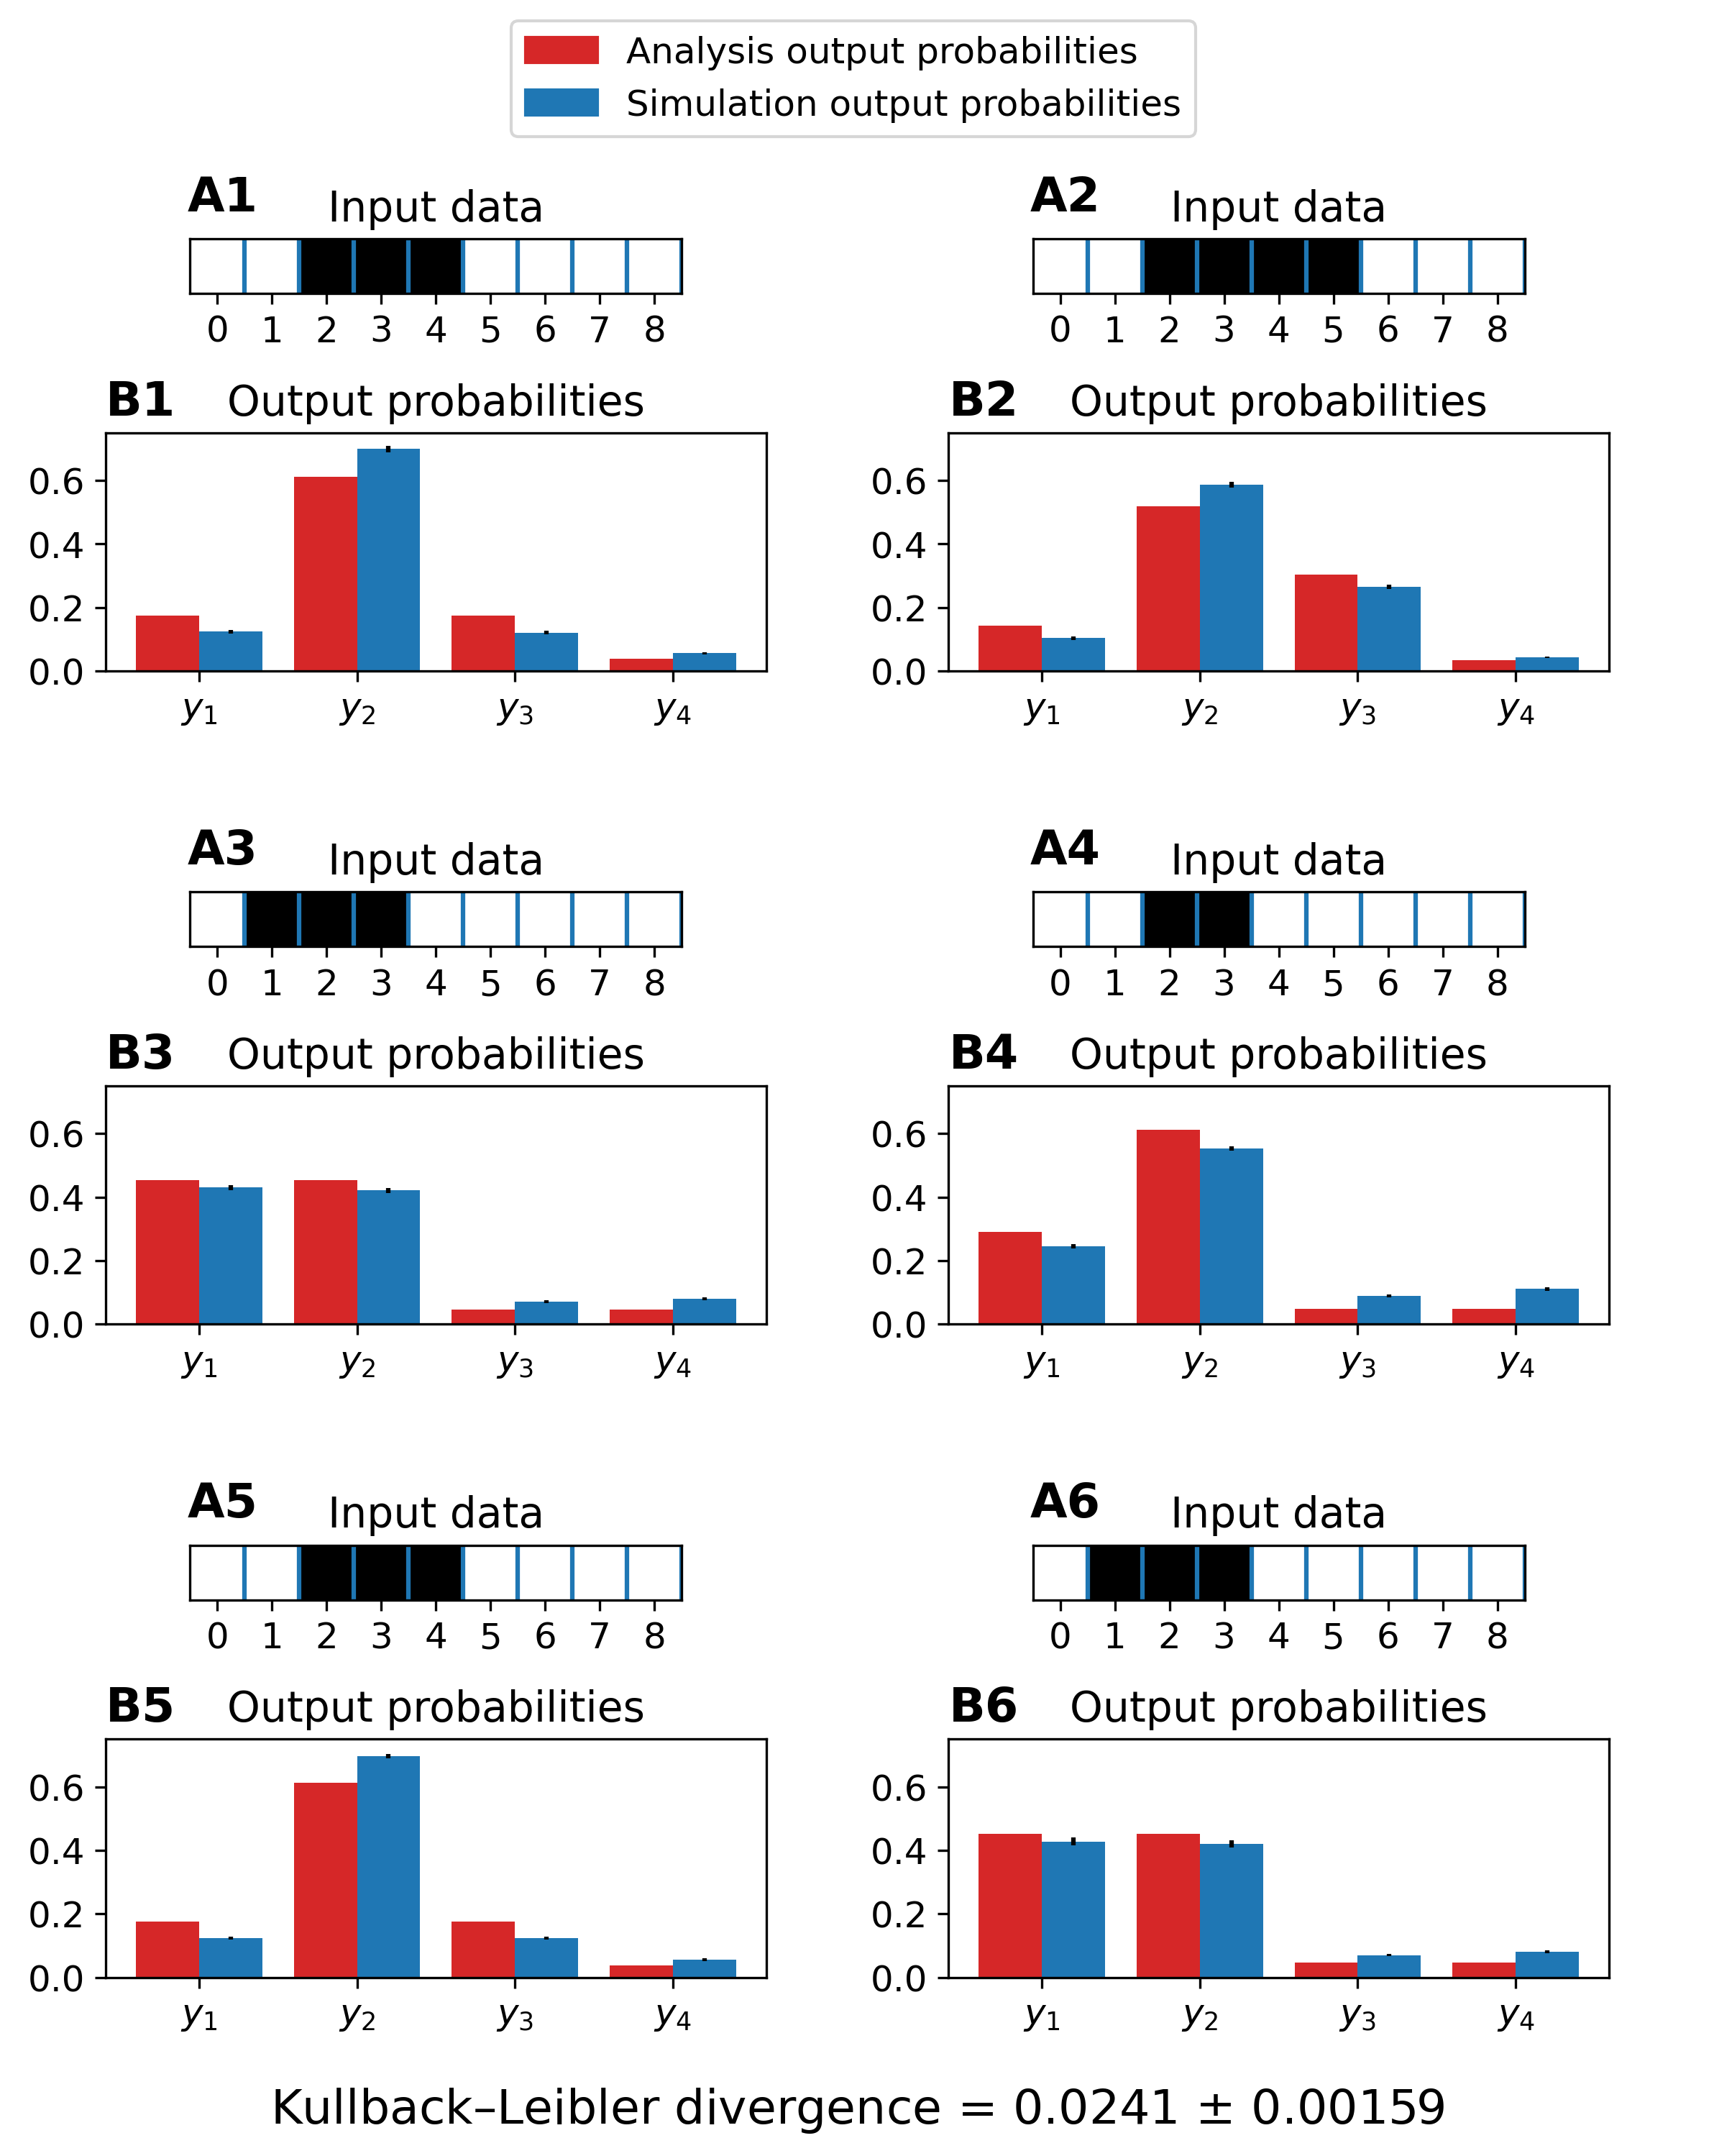 Analysis output probabilities
Simulation output probabilities
A1 Input data
0 1 2 3 4 5 6 7 8
A2 Input data
0 1 2 3 4 5 6 7 8
B1 Output probabilities
0.6
0.4
0.2
0.0
y₁ y₂ y₃ y₄
B2 Output probabilities
0.6
0.4
0.2
0.0
y₁ y₂ y₃ y₄
A3 Input data
0 1 2 3 4 5 6 7 8
A4 Input data
0 1 2 3 4 5 6 7 8
B3 Output probabilities
0.6
0.4
0.2
0.0
y₁ y₂ y₃ y₄
B4 Output probabilities
0.6
0.4
0.2
0.0
y₁ y₂ y₃ y₄
A5 Input data
0 1 2 3 4 5 6 7 8
A6 Input data
0 1 2 3 4 5 6 7 8
B5 Output probabilities
0.6
0.4
0.2
0.0
y₁ y₂ y₃ y₄
B6 Output probabilities
0.6
0.4
0.2
0.0
y₁ y₂ y₃ y₄
Kullback–Leibler divergence = 0.0241 ± 0.00159